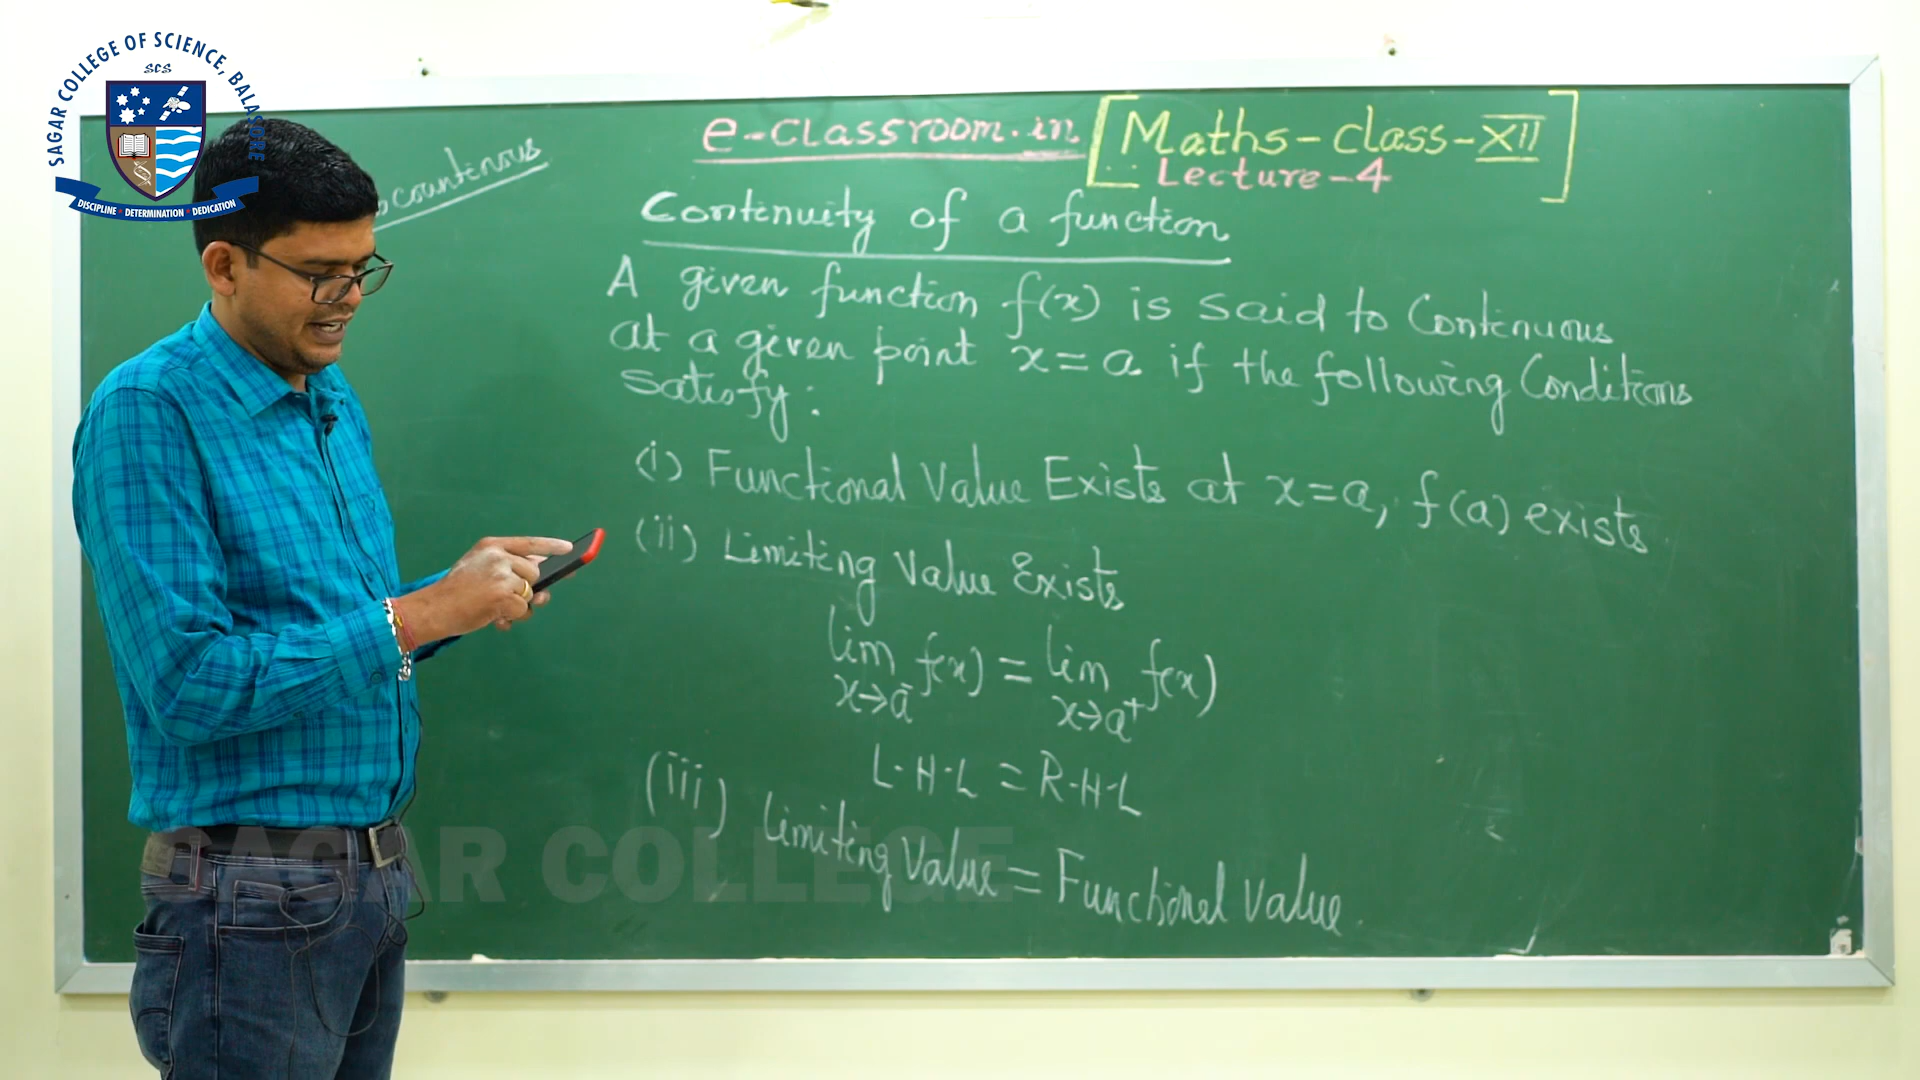 SAGAR COLLEGE OF SCIENCE, BALASORE
SCS
DISCIPLINE • DETERMINATION • DEDICATION
e-classroom.in [Maths-class-XII
Lecture-4]
Continuity of a function
A given function f(x) is said to Continuous
at a given point x=a if the following Conditions
satisfy:
(i) Functional Value Exists at x=a, f(a) exists.
(ii) Limiting Value Exists
lim f(x) = lim f(x)
x→a⁻ x→a⁺
L.H.L = R.H.L
(iii) Limiting Value = Functional Value.
SAGAR COLLEGE